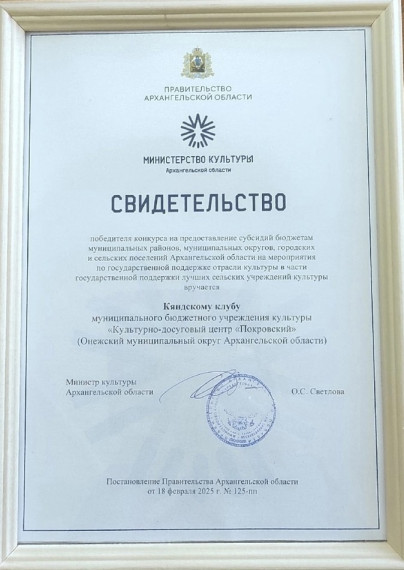 ПРАВИТЕЛЬСТВО
АРХАНГЕЛЬСКОЙ ОБЛАСТИ
МИНИСТЕРСТВО КУЛЬТУРЫ
Архангельской области
СВИДЕТЕЛЬСТВО
победителя конкурса на предоставление субсидий бюджетам
муниципальных районов, муниципальных округов, городских
и сельских поселений Архангельской области на мероприятия
по государственной поддержке отрасли культуры в части
государственной поддержки лучших сельских учреждений культуры
вручается
Кяндскому клубу
муниципального бюджетного учреждения культуры
«Культурно-досуговый центр «Покровский»
(Онежский муниципальный округ Архангельской области)
Министр культуры
Архангельской области
О.С. Светлова
Постановление Правительства Архангельской области
от 18 февраля 2025 г. № 125-пп